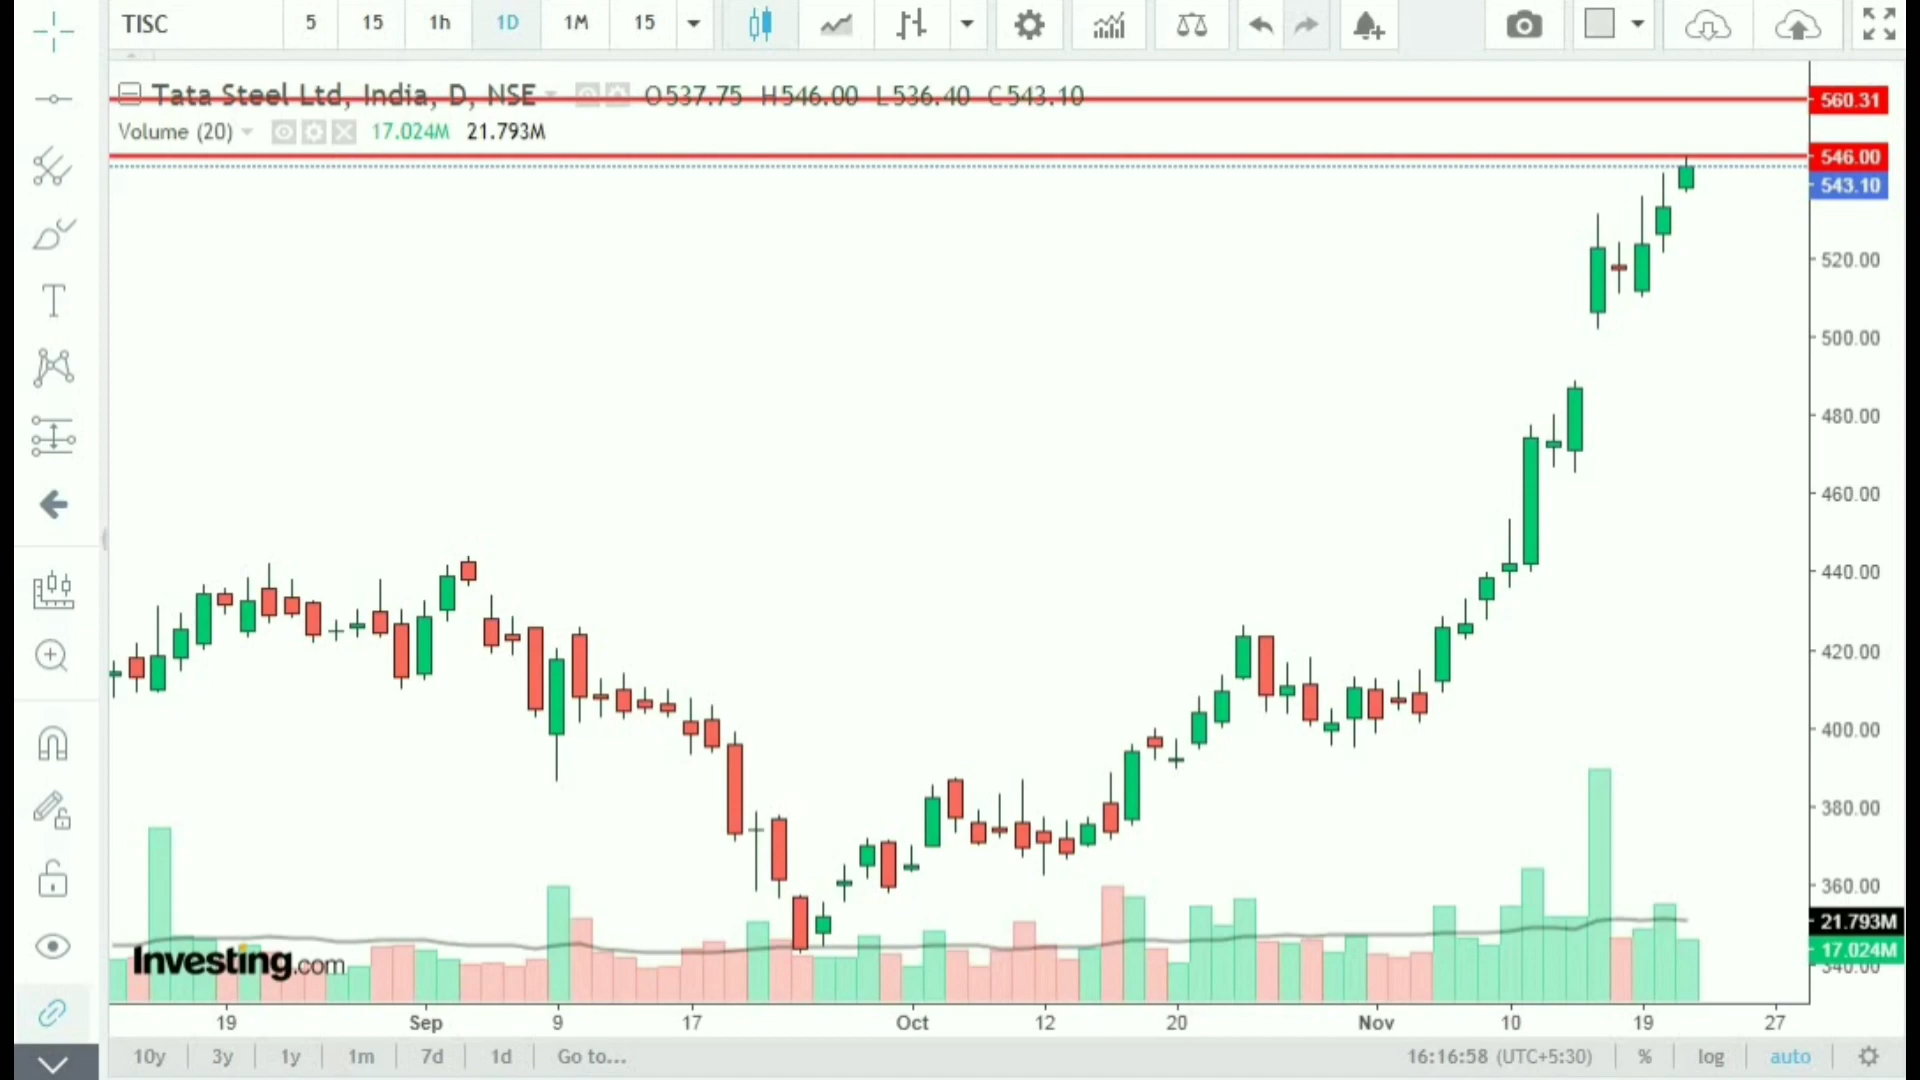 TISC 5 15 1h 1D 1M 15
Tata Steel Ltd, India, D, NSE O537.75 H546.00 L536.40 C543.10
Volume (20) 17.024M 21.793M
560.31
546.00
543.10
520.00
500.00
480.00
460.00
440.00
420.00
400.00
380.00
360.00
21.793M
17.024M
340.00
Investing.com
19 Sep 9 17 Oct 12 20 Nov 10 19 27
10y 3y 1y 1m 7d 1d Go to... 16:16:58 (UTC+5:30) % log auto